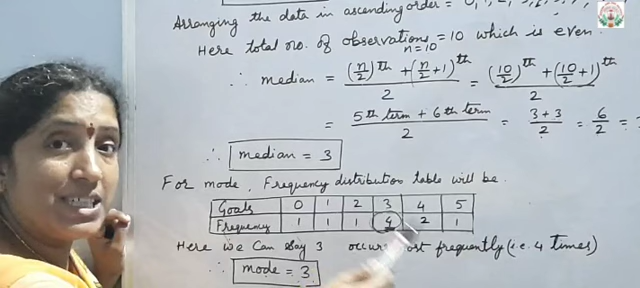 Arranging the data in ascending order = 0, 1, 2,
Here total no. of observations = 10 which is even.
n=10
∴ median = ((n/2)th + (n/2 + 1)th)/2 = ((10/2)th + (10/2 + 1)th)/2
= (5th term + 6th term)/2 = (3+3)/2 = 6/2 =
∴ median = 3
For mode, Frequency distribution table will be.
Goals 0 1 2 3 4 5
Frequency 1 1 1 4 2 1
Here we can say 3 occurs most frequently (i.e. 4 times)
∴ mode = 3